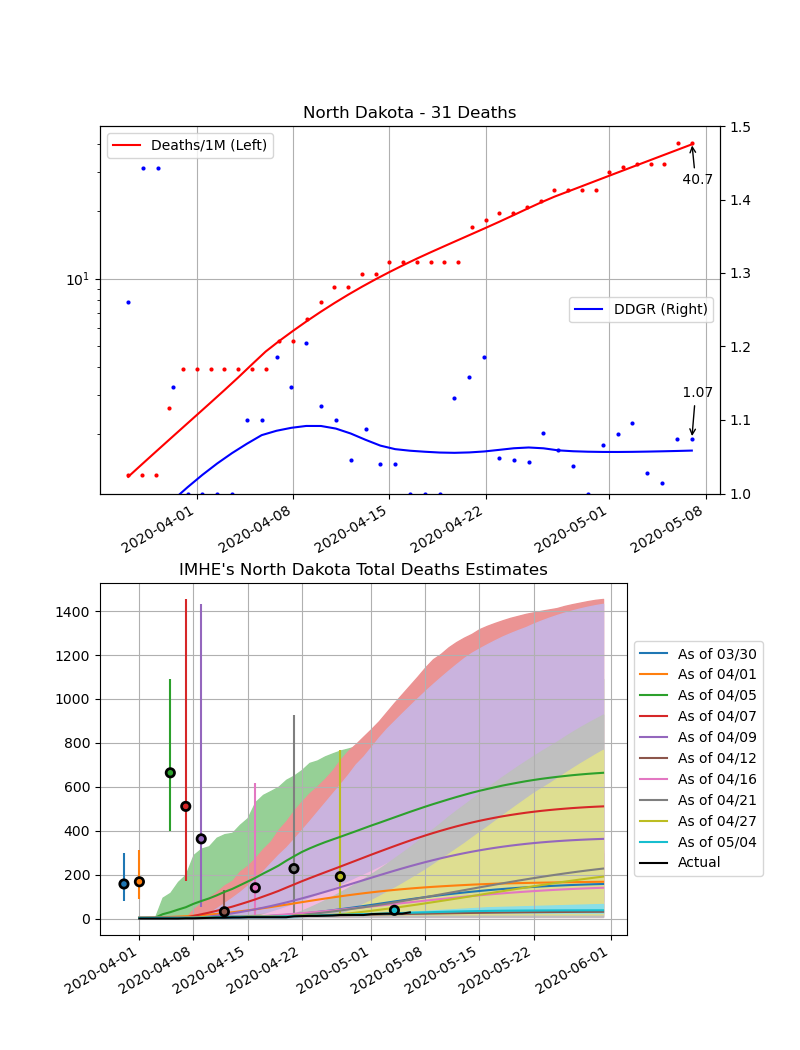 North Dakota - 31 Deaths
Deaths/1M (Left)
1.5
1.4
1.3
1.2
1.1
1.0
10¹
40.7
DDGR (Right)
1.07
2020-04-01
2020-04-08
2020-04-15
2020-04-22
2020-05-01
2020-05-08
IMHE's North Dakota Total Deaths Estimates
1400
1200
1000
800
600
400
200
0
As of 03/30
As of 04/01
As of 04/05
As of 04/07
As of 04/09
As of 04/12
As of 04/16
As of 04/21
As of 04/27
As of 05/04
Actual
2020-04-01
2020-04-08
2020-04-15
2020-04-22
2020-05-01
2020-05-08
2020-05-15
2020-05-22
2020-06-01